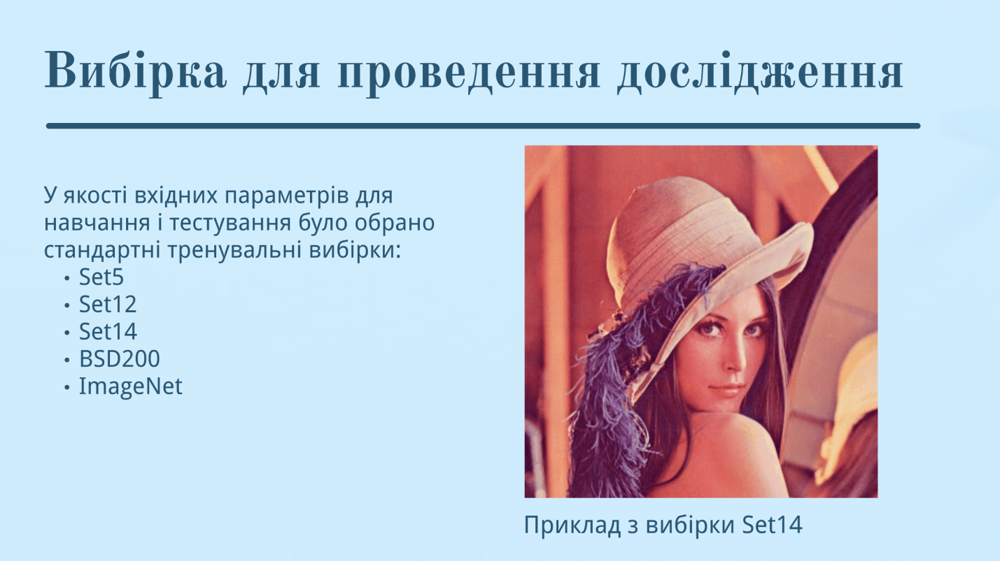 Вибірка для проведення дослідження
У якості вхідних параметрів для
навчання і тестування було обрано
стандартні тренувальні вибірки:
• Set5
• Set12
• Set14
• BSD200
• ImageNet
Приклад з вибірки Set14